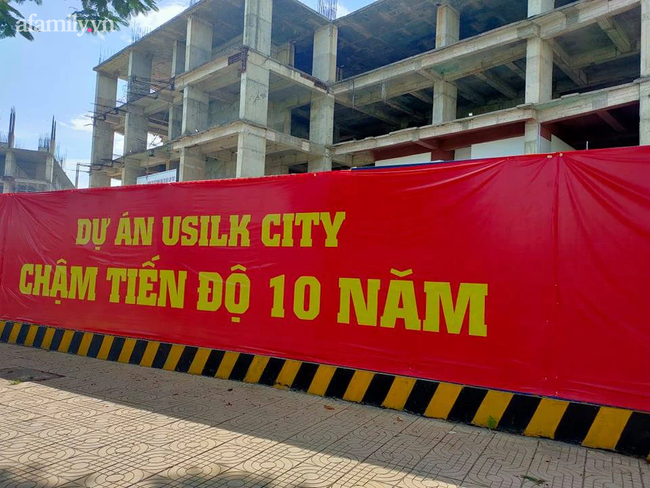 afamily.vn
DỰ ÁN USILK CITY
CHẬM TIẾN ĐỘ 10 NĂM